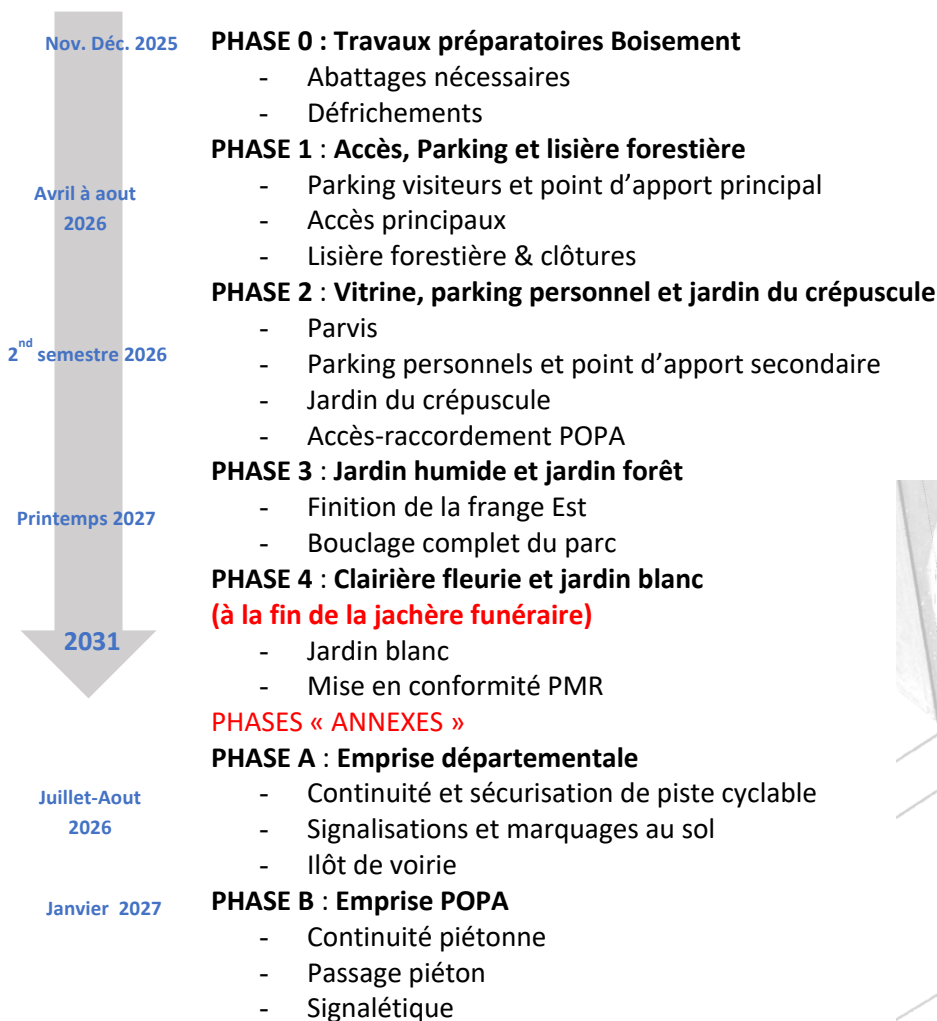 Nov. Déc. 2025
PHASE 0 : Travaux préparatoires Boisement
- Abattages nécessaires
- Défrichements
PHASE 1 : Accès, Parking et lisière forestière
Avril à aout
2026
- Parking visiteurs et point d’apport principal
- Accès principaux
- Lisière forestière & clôtures
PHASE 2 : Vitrine, parking personnel et jardin du crépuscule
2nd semestre 2026
- Parvis
- Parking personnels et point d’apport secondaire
- Jardin du crépuscule
- Accès-raccordement POPA
PHASE 3 : Jardin humide et jardin forêt
Printemps 2027
- Finition de la frange Est
- Bouclage complet du parc
PHASE 4 : Clairière fleurie et jardin blanc
(à la fin de la jachère funéraire)
2031
- Jardin blanc
- Mise en conformité PMR
PHASES « ANNEXES »
PHASE A : Emprise départementale
Juillet-Aout
2026
- Continuité et sécurisation de piste cyclable
- Signalisations et marquages au sol
- Ilôt de voirie
Janvier 2027
PHASE B : Emprise POPA
- Continuité piétonne
- Passage piéton
- Signalétique